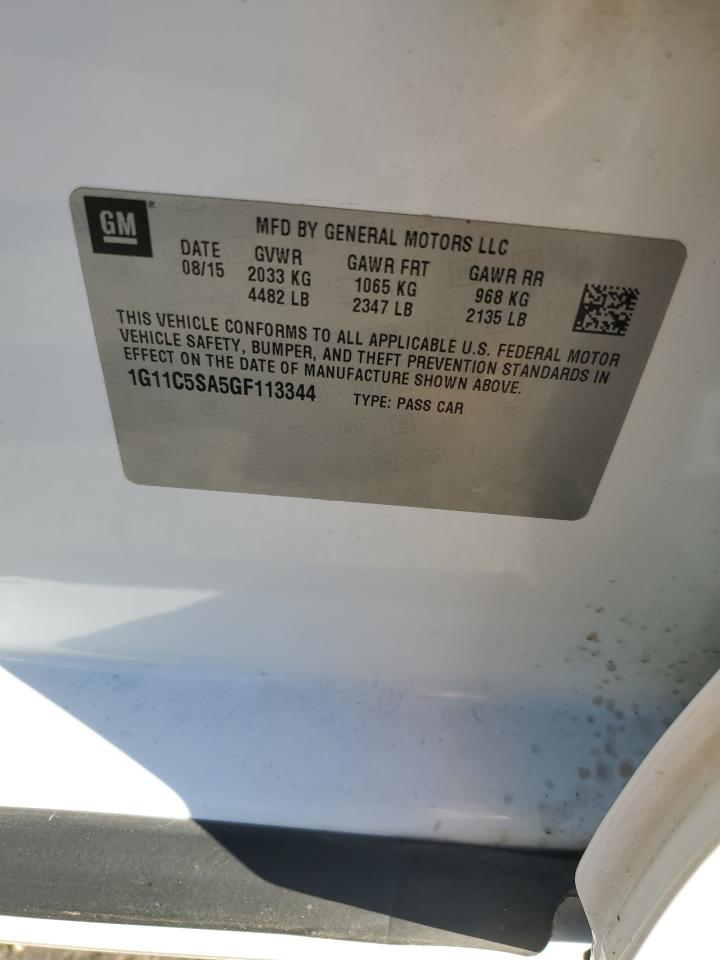 GM®
MFD BY GENERAL MOTORS LLC
DATE GVWR GAWR FRT GAWR RR
08/15 2033 KG 1065 KG 968 KG
4482 LB 2347 LB 2135 LB
THIS VEHICLE CONFORMS TO ALL APPLICABLE U.S. FEDERAL MOTOR
VEHICLE SAFETY, BUMPER, AND THEFT PREVENTION STANDARDS IN
EFFECT ON THE DATE OF MANUFACTURE SHOWN ABOVE.
1G11C5SA5GF113344 TYPE: PASS CAR